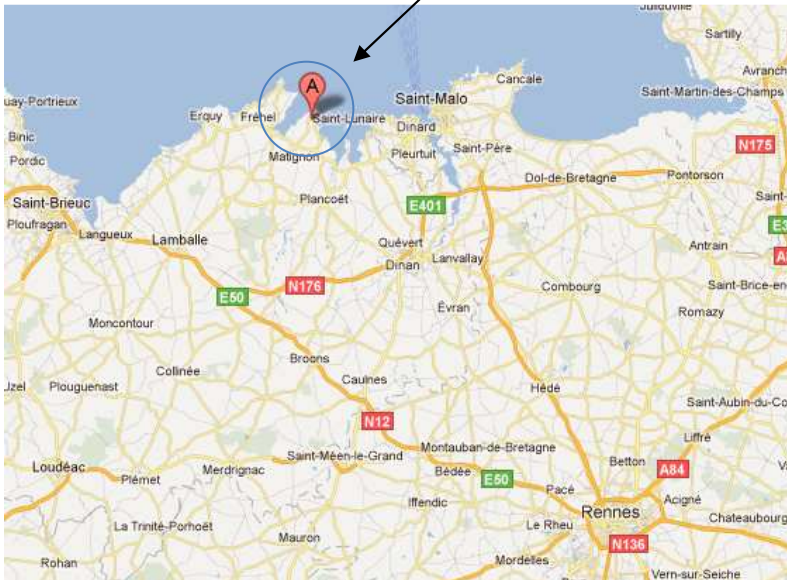 Jullouville
Sartilly
Avranch
Cancale
Saint-Martin-des-Champs
A
Saint-Malo
uay-Portrieux
Erquy
Fréhel
Saint-Lunaire
Dinard
Binic
Matignon
Pleurtuit
Saint-Père
N175
Pordic
Dol-de-Bretagne
Pontorson
Plancoët
Saint-Brieuc
E401
Saint-
Ploufragan
E3
Langueux
Lamballe
Quévert
Antrain
Dinan
Lanvallay
A
N176
Combourg
Saint-Brice-en
E50
Évran
Romazy
Moncontour
Broons
Collinée
Caulnes
Uzel
Plouguenast
Hédé
Saint-Aubin-du-Co
N12
Liffré
Montauban-de-Bretagne
Saint-Méen-le-Grand
Betton
Loudéac
Merdrignac
Bédée
A84
Plémet
E50
Pacé
Acigné
Iffendic
Rennes
La Trinité-Porhoët
Le Rheu
Chateaubourg
Mauron
N136
Rohan
Mordelles
Vern-sur-Seiche